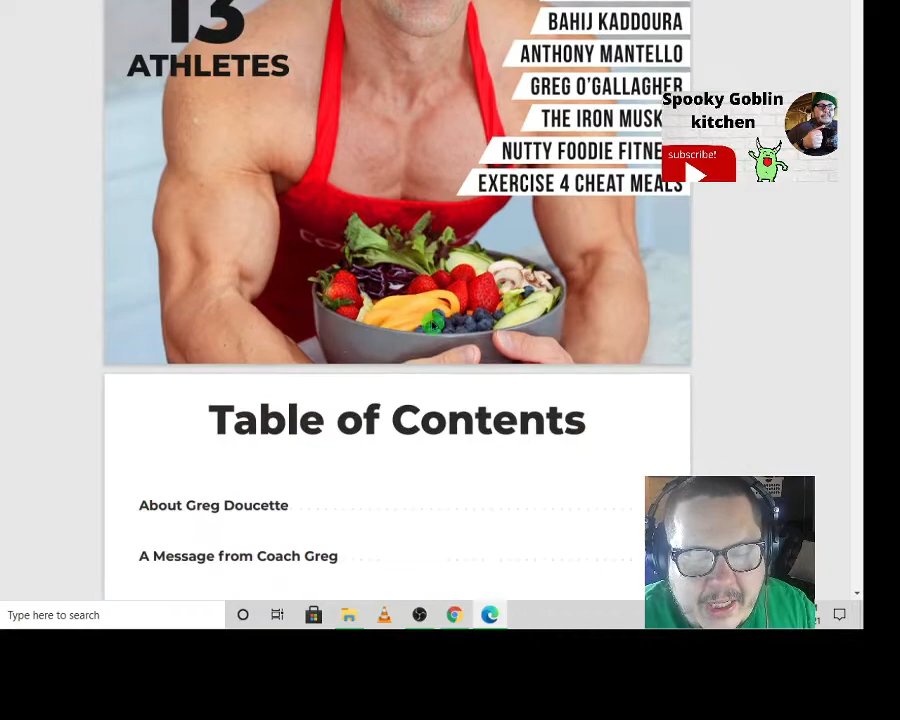 13
ATHLETES
BAHIJ KADDOURA
ANTHONY MANTELLO
GREG O'GALLAGHER
THE IRON MUSK
NUTTY FOODIE FITNE
EXERCISE 4 CHEAT MEALS
Spooky Goblin
kitchen
subscribe!
Table of Contents
About Greg Doucette
A Message from Coach Greg
Type here to search